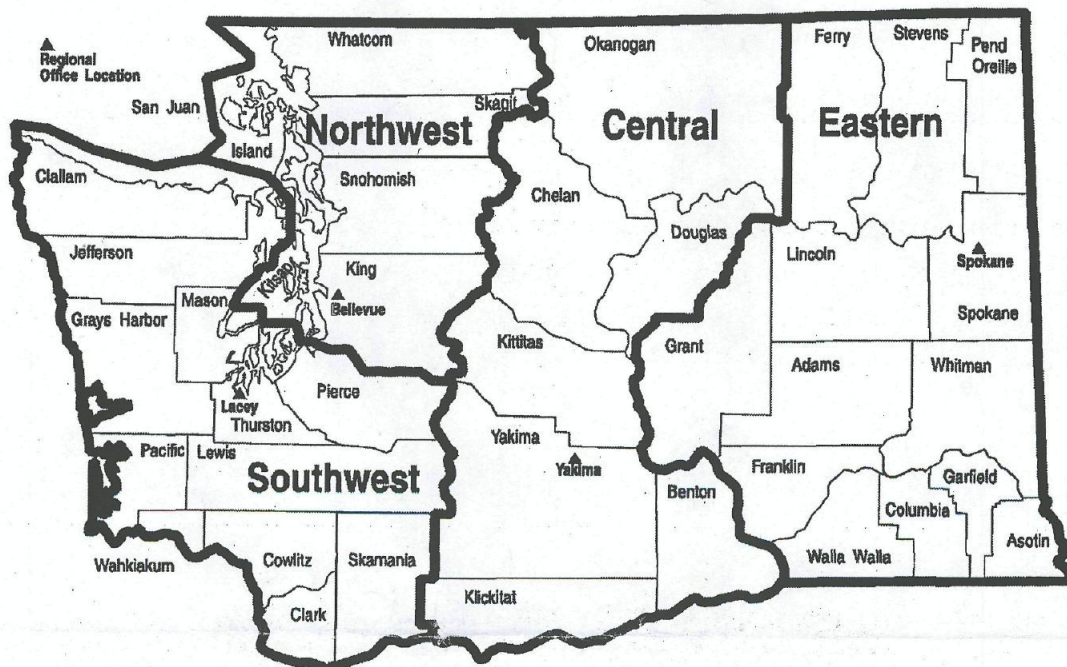 Regional
Office Location
San Juan
Whatcom
Skagit
Northwest
Island
Snohomish
Clallam
Jefferson
Kitsap
King
Bellevue
Mason
Grays Harbor
Pierce
Lacey
Thurston
Pacific
Lewis
Southwest
Wahkiakum
Cowlitz
Skamania
Clark
Okanogan
Central
Chelan
Douglas
Kittitas
Yakima
Yakima
Benton
Klickitat
Ferry
Stevens
Pend
Oreille
Eastern
Lincoln
Spokane
Spokane
Grant
Adams
Whitman
Franklin
Garfield
Columbia
Walla Walla
Asotin